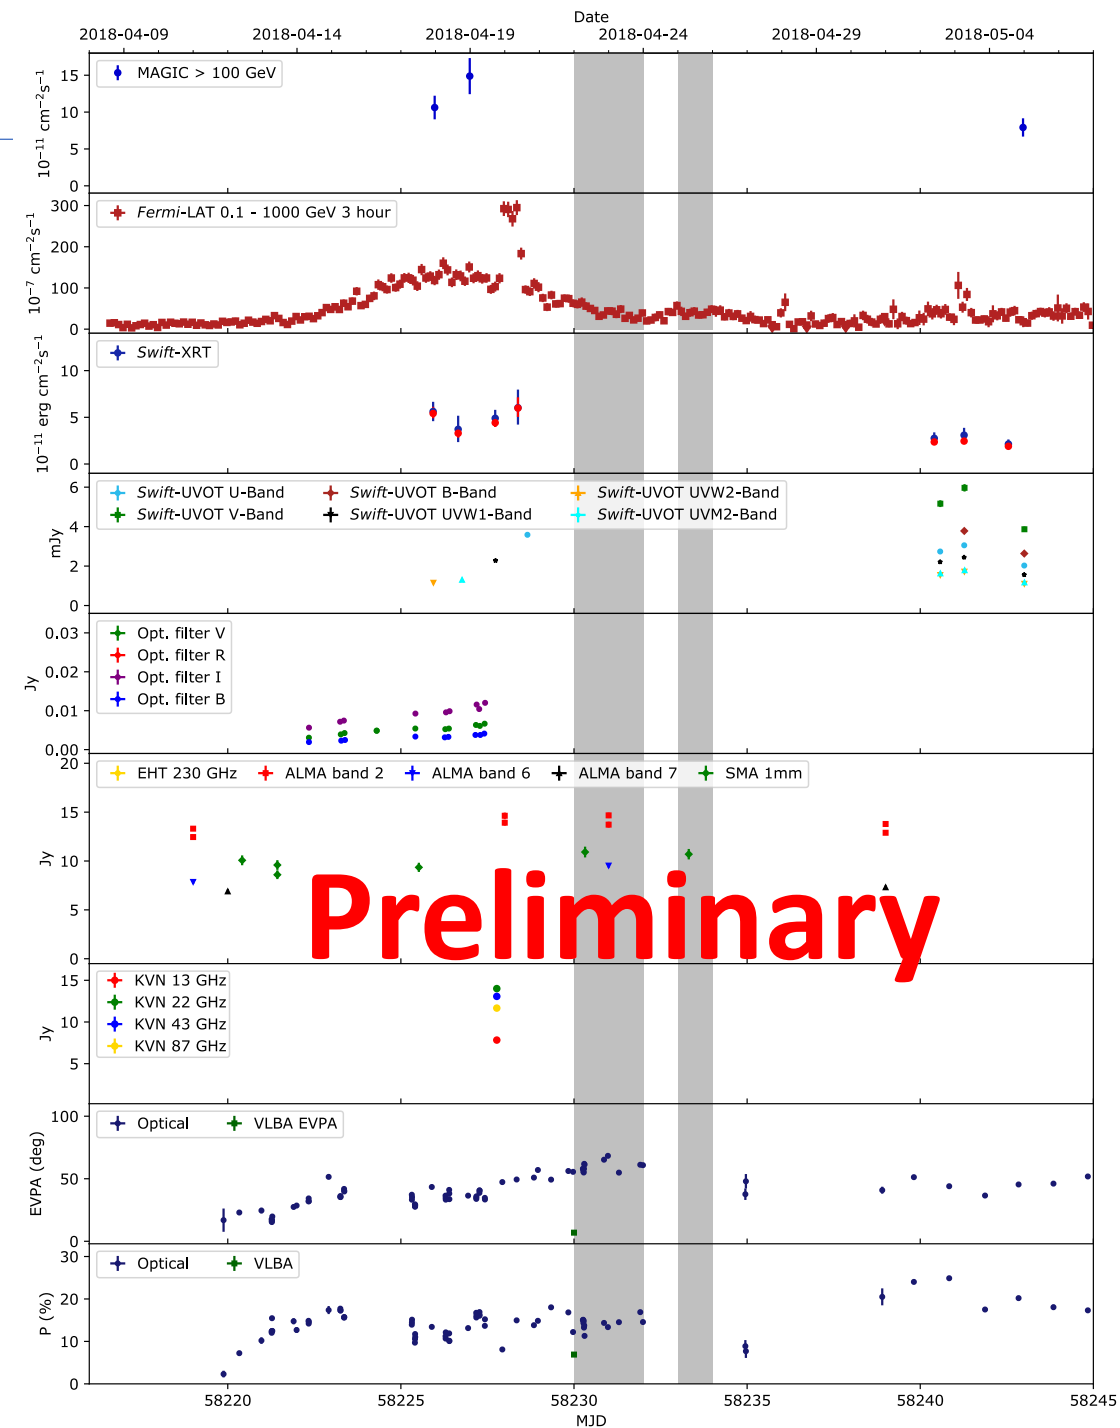 Date
2018-04-09 2018-04-14 2018-04-19 2018-04-24 2018-04-29 2018-05-04
MAGIC > 100 GeV
15
10
5
0
10⁻¹¹ cm⁻²s⁻¹
Fermi-LAT 0.1 - 1000 GeV 3 hour
300
200
100
0
10⁻⁷ cm⁻²s⁻¹
Swift-XRT
10
5
0
10⁻¹¹ erg cm⁻²s⁻¹
Swift-UVOT U-Band Swift-UVOT B-Band Swift-UVOT UVW2-Band
Swift-UVOT V-Band Swift-UVOT UVW1-Band Swift-UVOT UVM2-Band
6
4
2
0
mJy
Opt. filter V
Opt. filter R
Opt. filter I
Opt. filter B
0.03
0.02
0.01
0.00
Jy
EHT 230 GHz ALMA band 2 ALMA band 6 ALMA band 7 SMA 1mm
20
15
10
5
0
Jy
Preliminary
KVN 13 GHz
KVN 22 GHz
KVN 43 GHz
KVN 87 GHz
15
10
5
Jy
Optical VLBA EVPA
100
50
0
EVPA (deg)
Optical VLBA
30
20
10
0
P (%)
58220 58225 58230 58235 58240 58245
MJD